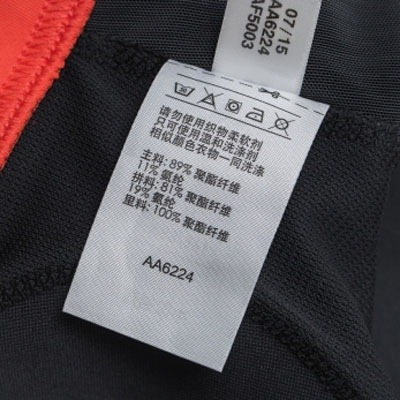 07/15
AA6224
AF5003
请勿使用织物柔软剂
只可使用温和洗涤剂
相似颜色衣物一同洗涤
主料: 89% 聚酯纤维
11% 氨纶
拼料: 81% 聚酯纤维
19% 氨纶
里料: 100% 聚酯纤维
AA6224